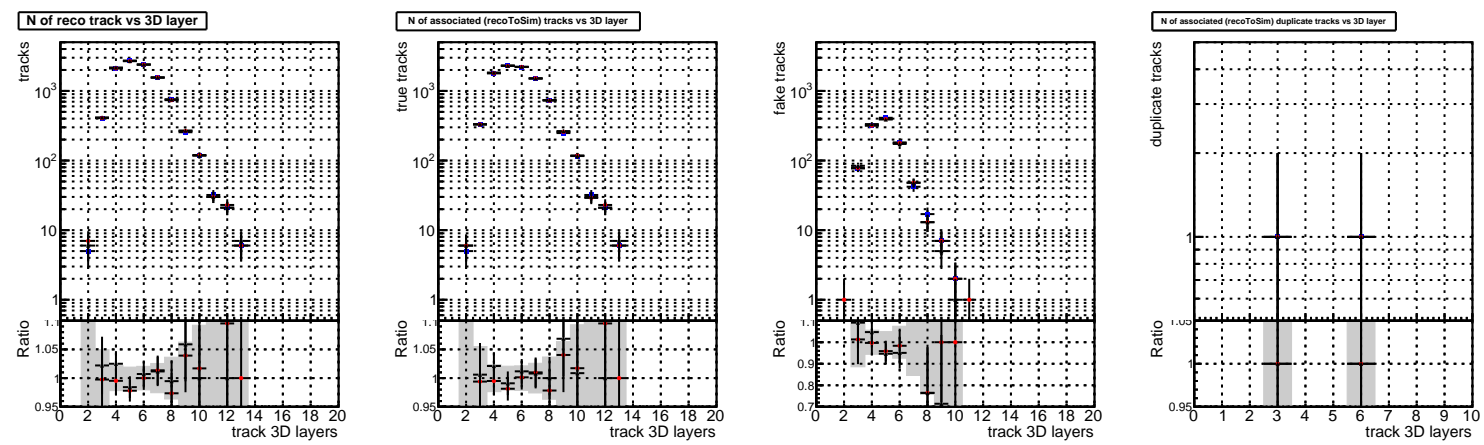 N of reco track vs 3D layer
tracks
10³
10²
10
1
Ratio
1.1
1.05
1
0.95
0 2 4 6 8 10 12 14 16 18 20
track 3D layers
N of associated (recoToSim) tracks vs 3D layer
true tracks
10³
10²
10
1
Ratio
1.1
1.05
1
0.95
0 2 4 6 8 10 12 14 16 18 20
track 3D layers
fake tracks
10³
10²
10
1
Ratio
1.1
1
0.9
0.8
0.7
0 2 4 6 8 10 12 14 16 18 20
track 3D layers
N of associated (recoToSim) duplicate tracks vs 3D layer
duplicate tracks
1
Ratio
1.05
1
0.95
0 1 2 3 4 5 6 7 8 9 10
track 3D layers